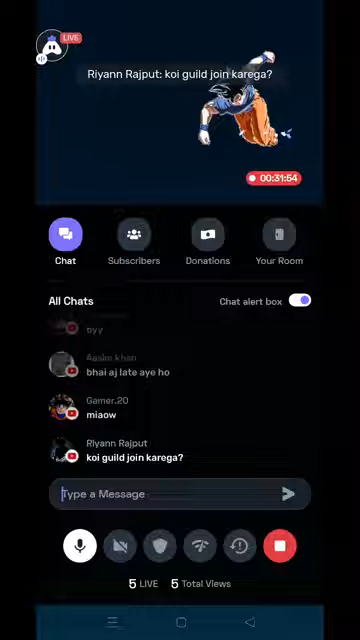 LIVE
Riyann Rajput: koi guild join karega?
00:31:54
Chat
Subscribers
Donations
Your Room
All Chats
Chat alert box
oyy
Aasim khan
bhai aj late aye ho
Gamer.20
miaow
Riyann Rajput
koi guild join karega?
Type a Message
5 LIVE
5 Total Views